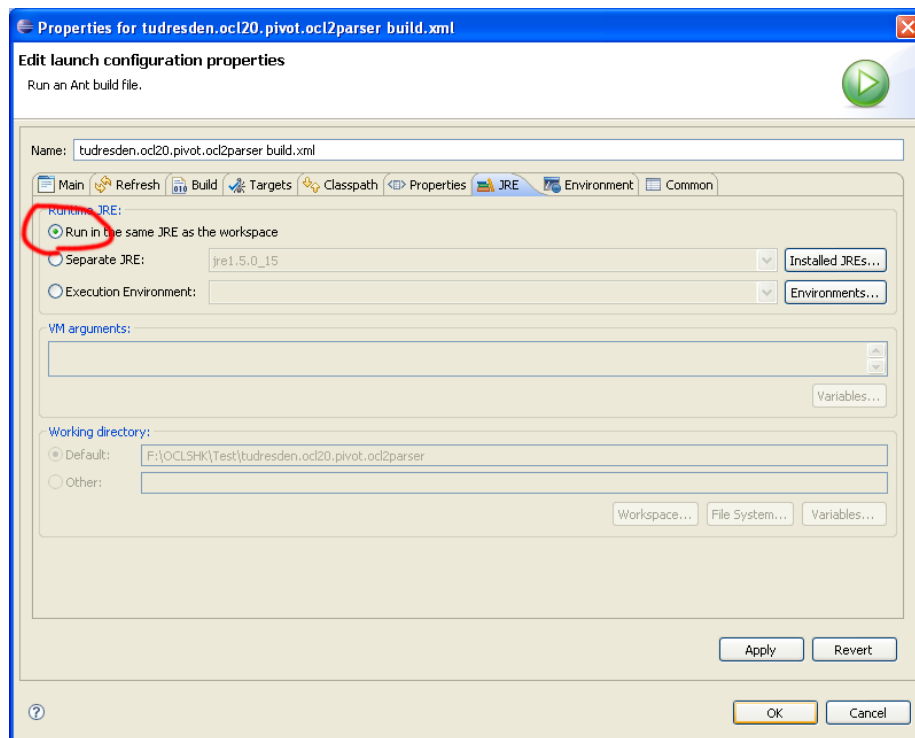 Properties for tudresden.ocl20.pivot.ocl2parser build.xml
Edit launch configuration properties
Run an Ant build file.
Name: tudresden.ocl20.pivot.ocl2parser build.xml
Main Refresh Build Targets Classpath Properties JRE Environment Common
Runtime JRE:
Run in the same JRE as the workspace
Separate JRE: jre1.5.0_15 Installed JREs...
Execution Environment: Environments...
VM arguments:
Variables...
Working directory:
Default: F:\OCLSHK\Test\tudresden.ocl20.pivot.ocl2parser
Other:
Workspace... File System... Variables...
Apply Revert
OK Cancel